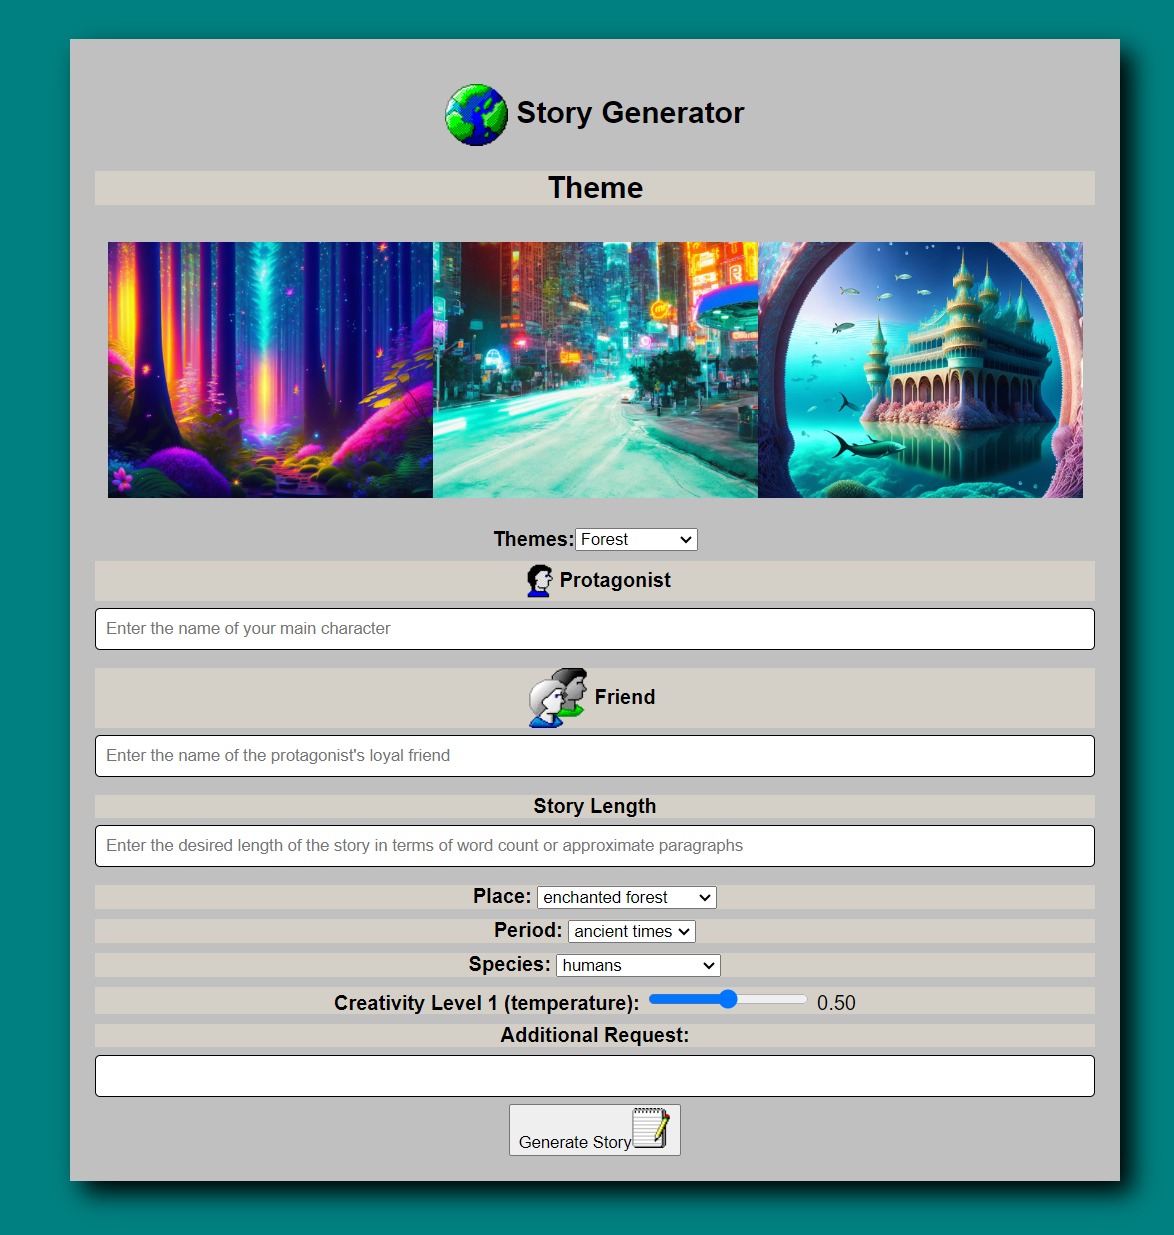 Story Generator
Theme
Themes: Forest
Protagonist
Enter the name of your main character
Friend
Enter the name of the protagonist's loyal friend
Story Length
Enter the desired length of the story in terms of word count or approximate paragraphs
Place: enchanted forest
Period: ancient times
Species: humans
Creativity Level 1 (temperature): 0.50
Additional Request:
Generate Story